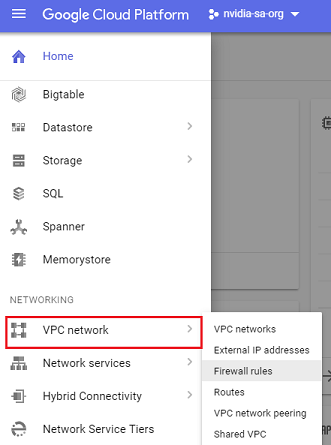 Google Cloud Platform
nvidia-sa-org
Home
Bigtable
Datastore
Storage
SQL
Spanner
Memorystore
NETWORKING
VPC network
Network services
Hybrid Connectivity
Network Service Tiers
VPC networks
External IP addresses
Firewall rules
Routes
VPC network peering
Shared VPC